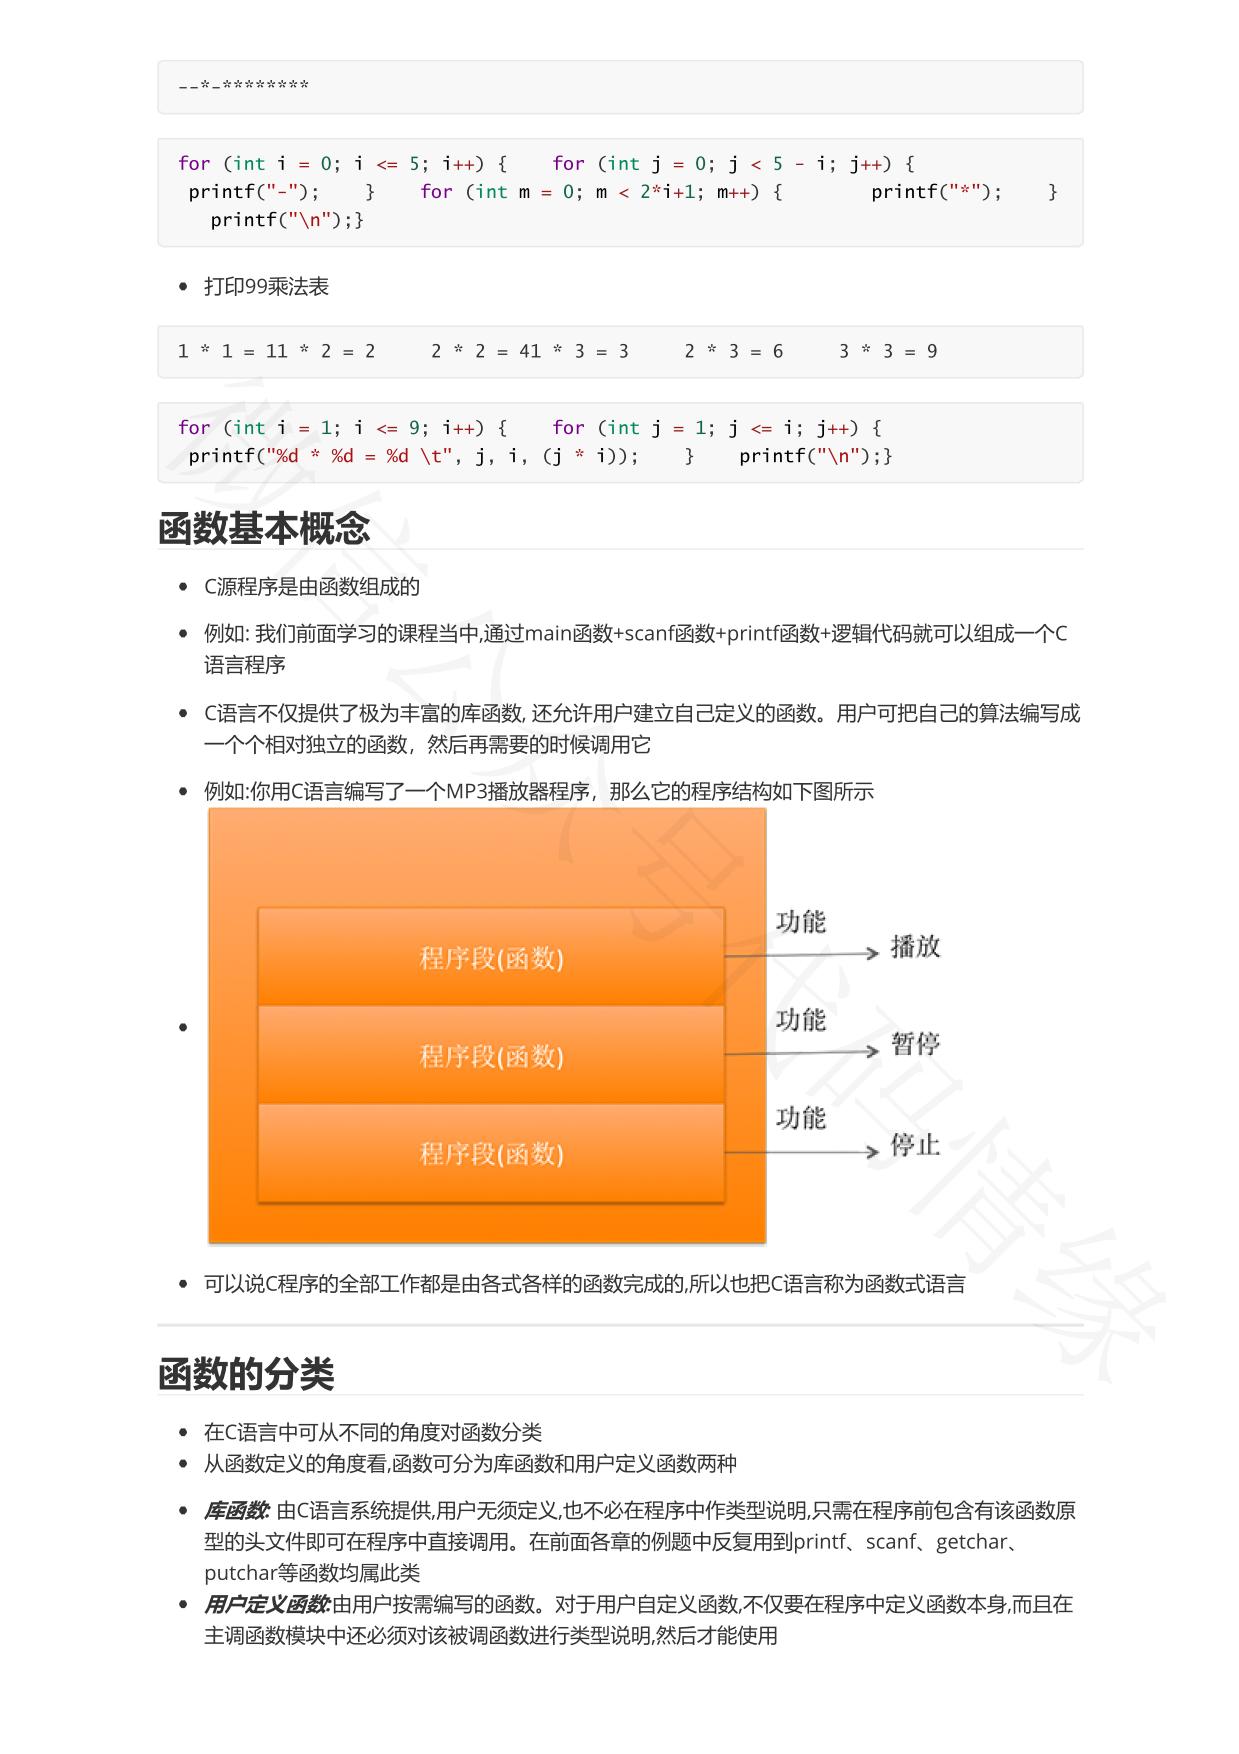 --*-********
for (int i = 0; i <= 5; i++) {    for (int j = 0; j < 5 - i; j++) {
 printf("-");    }    for (int m = 0; m < 2*i+1; m++) {        printf("*");    }
   printf("\n");}
打印99乘法表
1 * 1 = 11 * 2 = 2     2 * 2 = 41 * 3 = 3     2 * 3 = 6     3 * 3 = 9
for (int i = 1; i <= 9; i++) {    for (int j = 1; j <= i; j++) {
 printf("%d * %d = %d \t", j, i, (j * i));    }    printf("\n");}
函数基本概念
C源程序是由函数组成的
例如: 我们前面学习的课程当中,通过main函数+scanf函数+printf函数+逻辑代码就可以组成一个C
语言程序
C语言不仅提供了极为丰富的库函数, 还允许用户建立自己定义的函数。用户可把自己的算法编写成
一个个相对独立的函数，然后再需要的时候调用它
例如:你用C语言编写了一个MP3播放器程序，那么它的程序结构如下图所示
程序段(函数)
功能
播放
程序段(函数)
功能
暂停
程序段(函数)
功能
停止
可以说C程序的全部工作都是由各式各样的函数完成的,所以也把C语言称为函数式语言
函数的分类
在C语言中可从不同的角度对函数分类
从函数定义的角度看,函数可分为库函数和用户定义函数两种
库函数: 由C语言系统提供,用户无须定义,也不必在程序中作类型说明,只需在程序前包含有该函数原
型的头文件即可在程序中直接调用。在前面各章的例题中反复用到printf、scanf、getchar、
putchar等函数均属此类
用户定义函数:由用户按需编写的函数。对于用户自定义函数,不仅要在程序中定义函数本身,而且在
主调函数模块中还必须对该被调函数进行类型说明,然后才能使用
微信公众号代码情缘